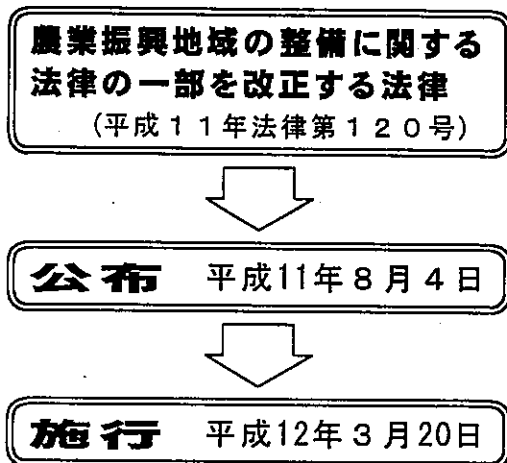 農業振興地域の整備に関する
法律の一部を改正する法律
(平成１１年法律第１２０号)
公布 平成11年８月４日
施行 平成12年３月20日